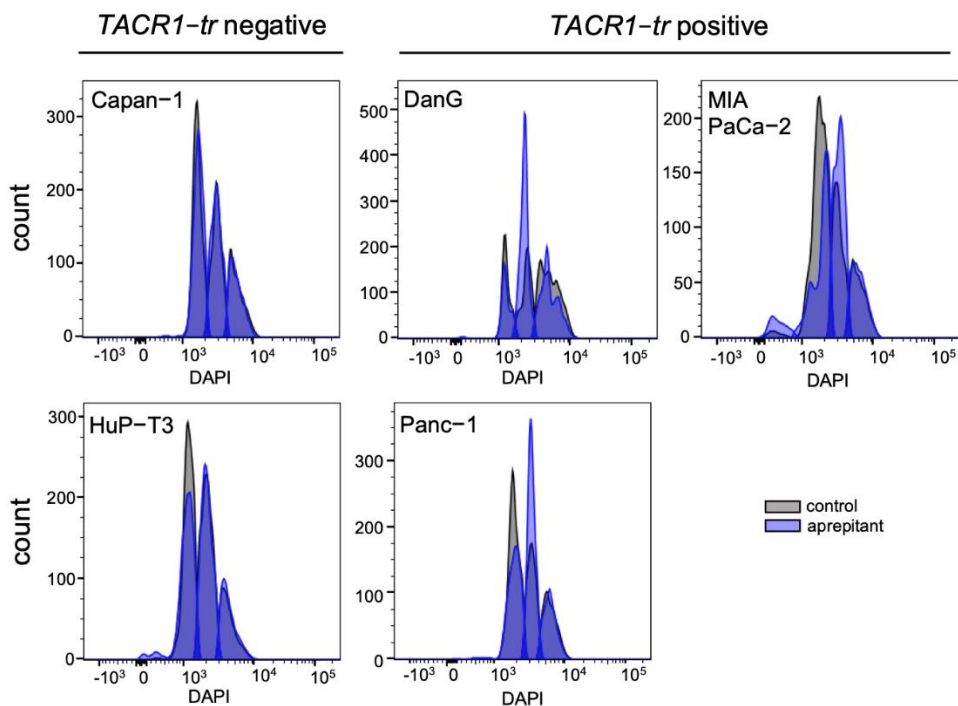 TACR1-tr negative
TACR1-tr positive
Capan-1
DanG
MIA
PaCa-2
count
300
200
100
0
-10³ 0 10³ 10⁴ 10⁵
DAPI
500
400
300
200
100
0
-10³ 0 10³ 10⁴ 10⁵
DAPI
200
150
100
50
0
-10³ 0 10³ 10⁴ 10⁵
DAPI
HuP-T3
Panc-1
count
300
200
100
0
-10³ 0 10³ 10⁴ 10⁵
DAPI
300
200
100
0
-10³ 0 10³ 10⁴ 10⁵
DAPI
control
aprepitant